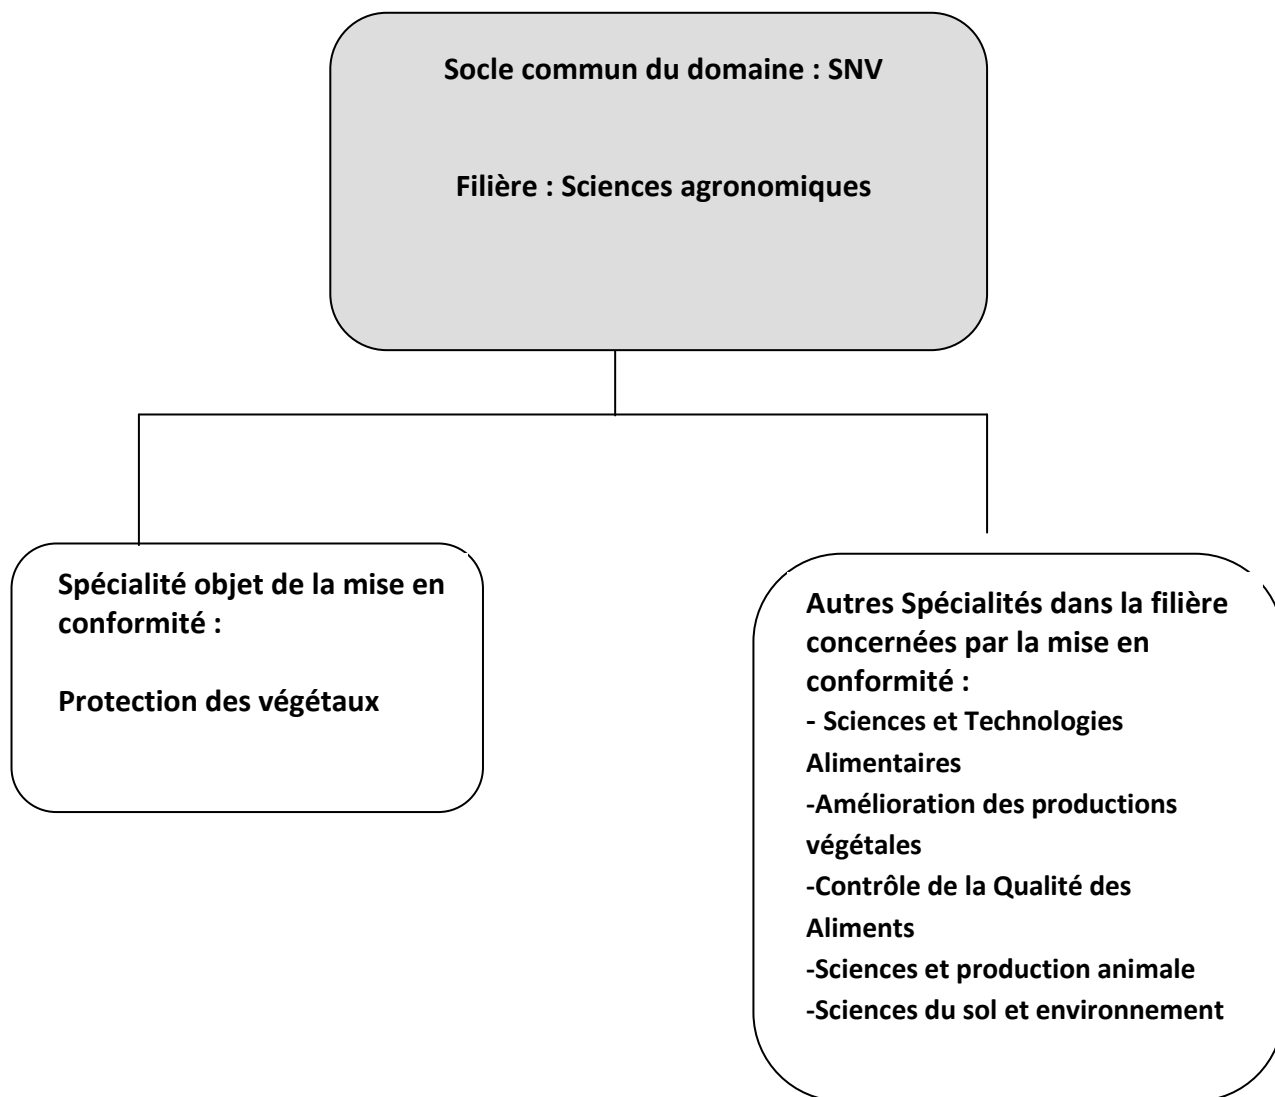 Socle commun du domaine : SNV
Filière : Sciences agronomiques
Spécialité objet de la mise en
conformité :
Protection des végétaux
Autres Spécialités dans la filière
concernées par la mise en
conformité :
- Sciences et Technologies
Alimentaires
-Amélioration des productions
végétales
-Contrôle de la Qualité des
Aliments
-Sciences et production animale
-Sciences du sol et environnement